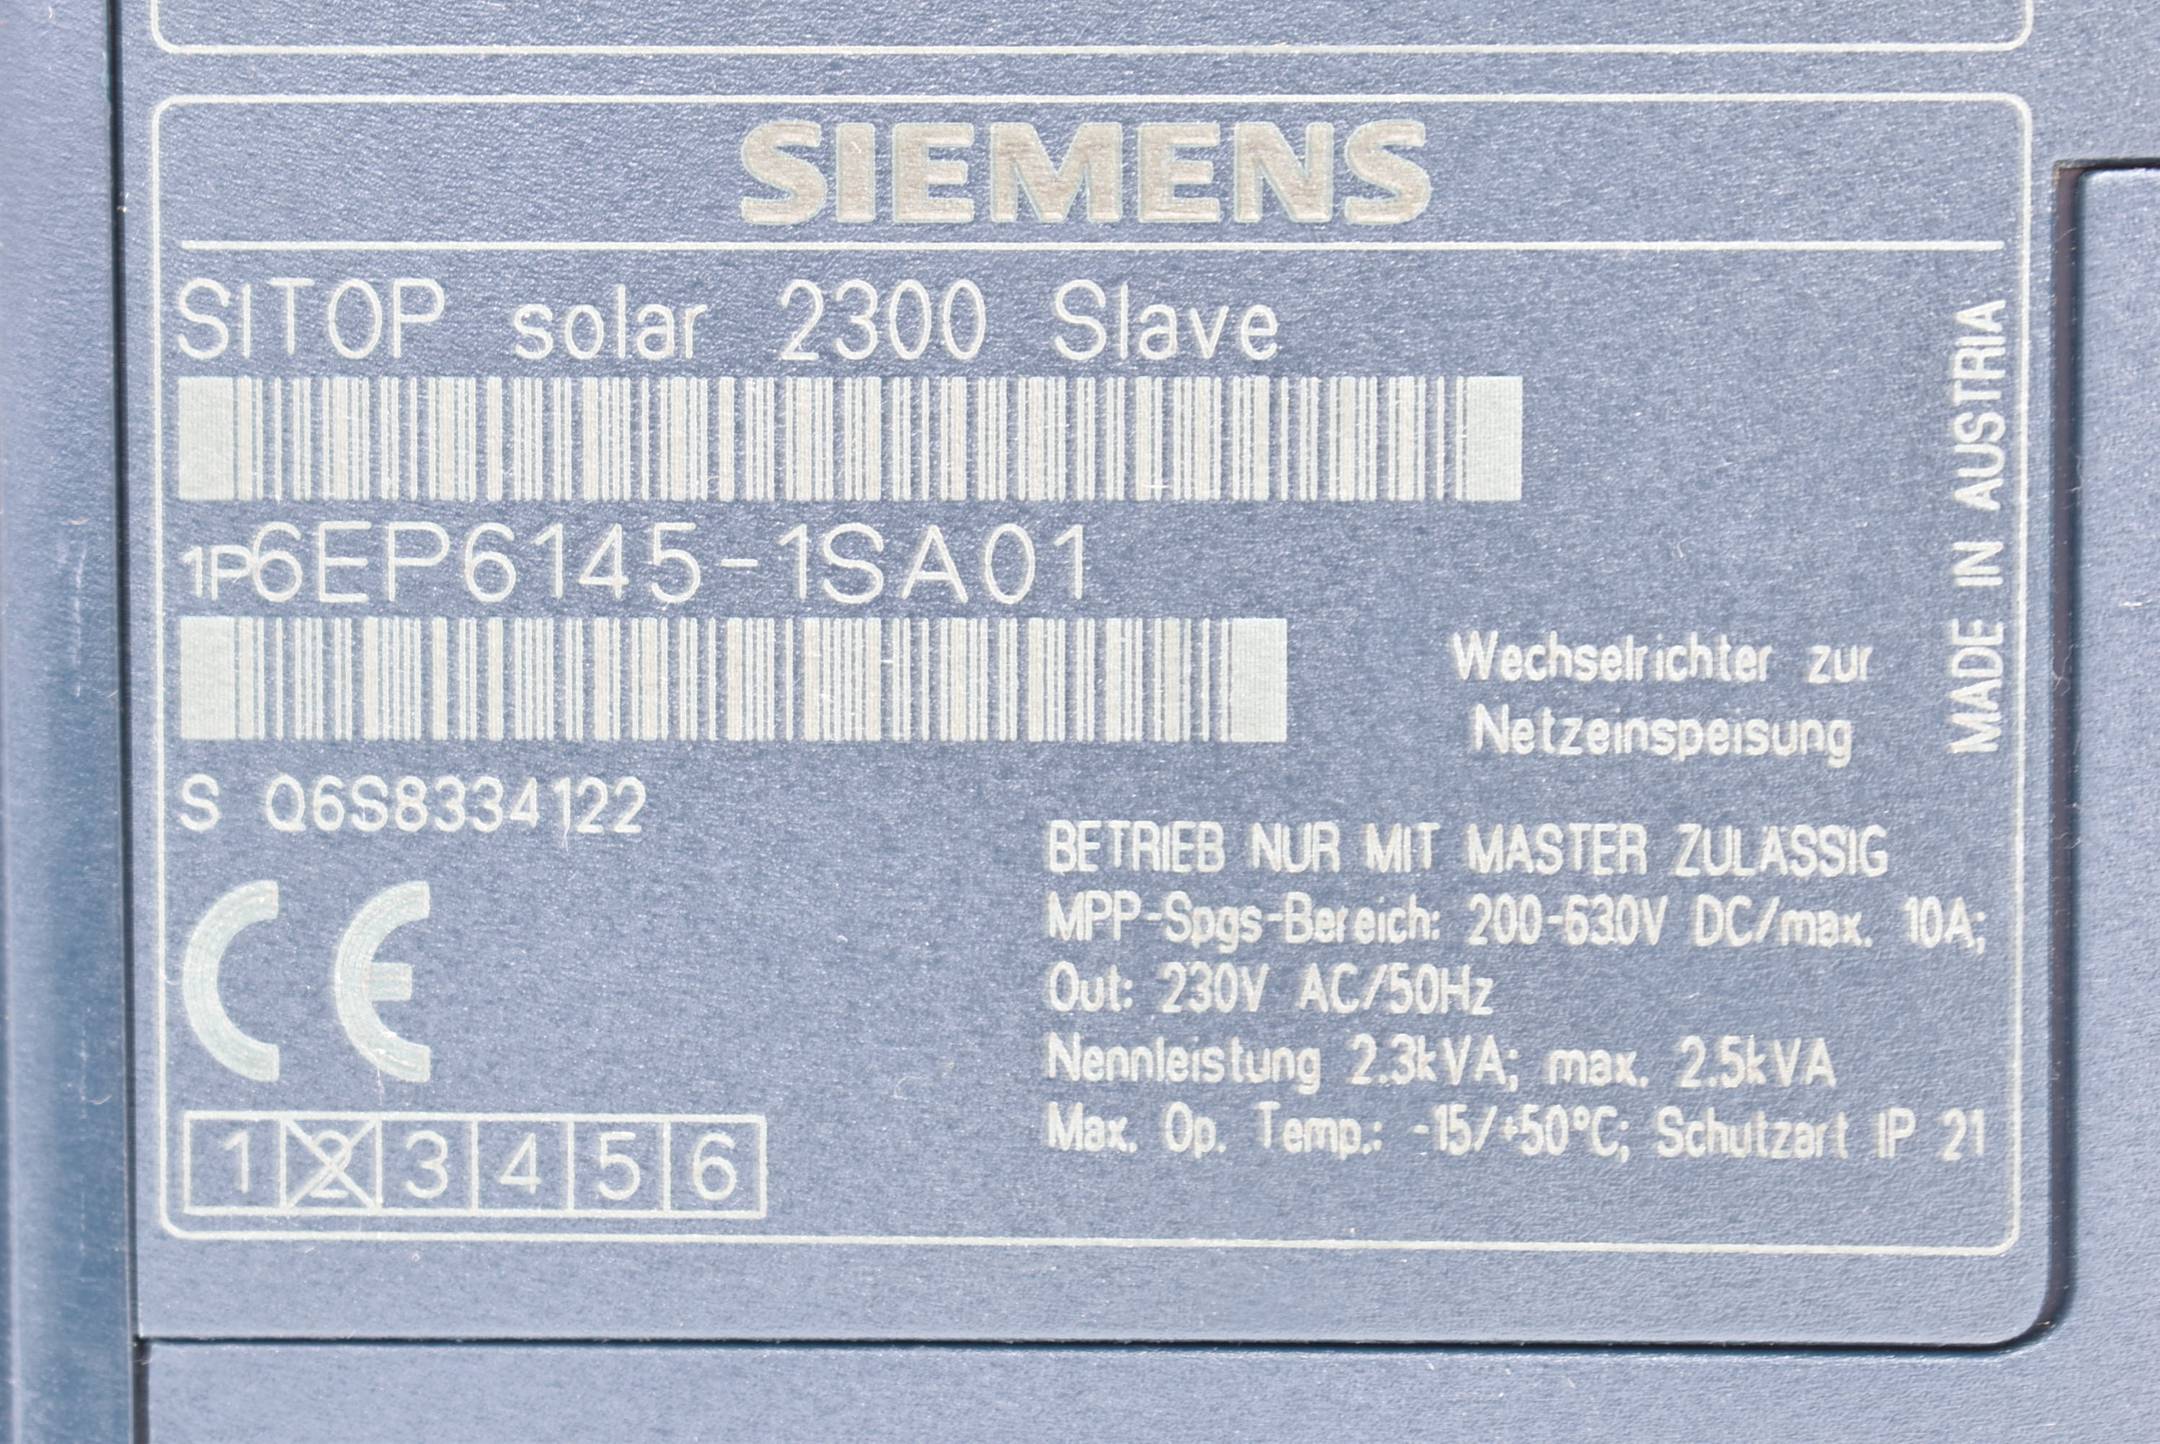 SIEMENS
SITOP solar 2300 Slave
1P6EP6145-1SA01
S Q6S8334122
Wechselrichter zur
Netzeinspeisung
MADE IN AUSTRIA
BETRIEB NUR MIT MASTER ZULÄSSIG
MPP-Spgs-Bereich: 200-630V DC/max. 10A;
Out: 230V AC/50Hz
Nennleistung 2.3kVA; max. 2.5kVA
Max. Op. Temp.: -15/+50°C; Schutzart IP 21
CE
1 2 3 4 5 6